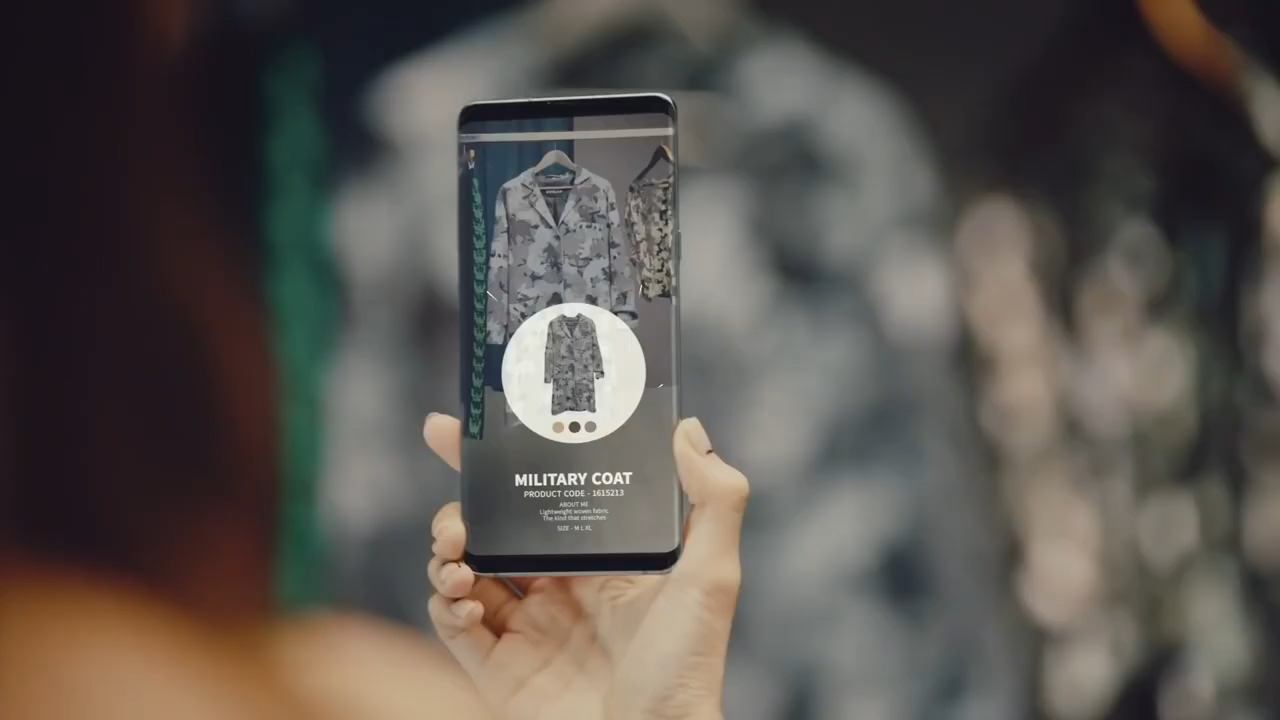 MILITARY COAT
PRODUCT CODE - 1615213
ABOUT ME
Lightweight woven fabric.
The kind that stretches
SIZE - M L XL